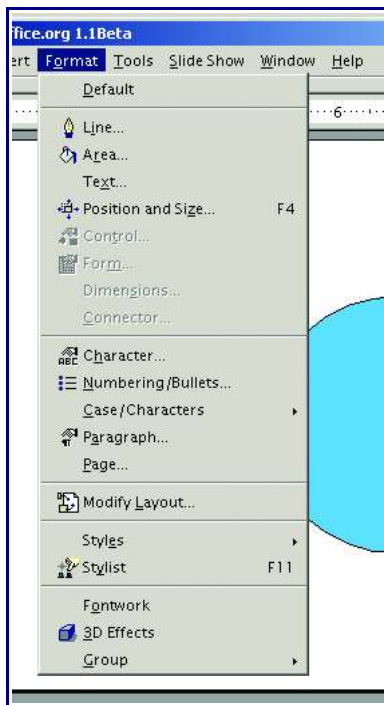 ffice.org 1.1Beta
ert Format Tools Slide Show Window Help
Default
6
Line...
Area...
Text...
Position and Size... F4
Control...
Form...
Dimensions...
Connector...
ABC Character...
Numbering/Bullets...
Case/Characters
Paragraph...
Page...
Modify Layout...
Styles
Stylist F11
Fontwork
3D Effects
Group